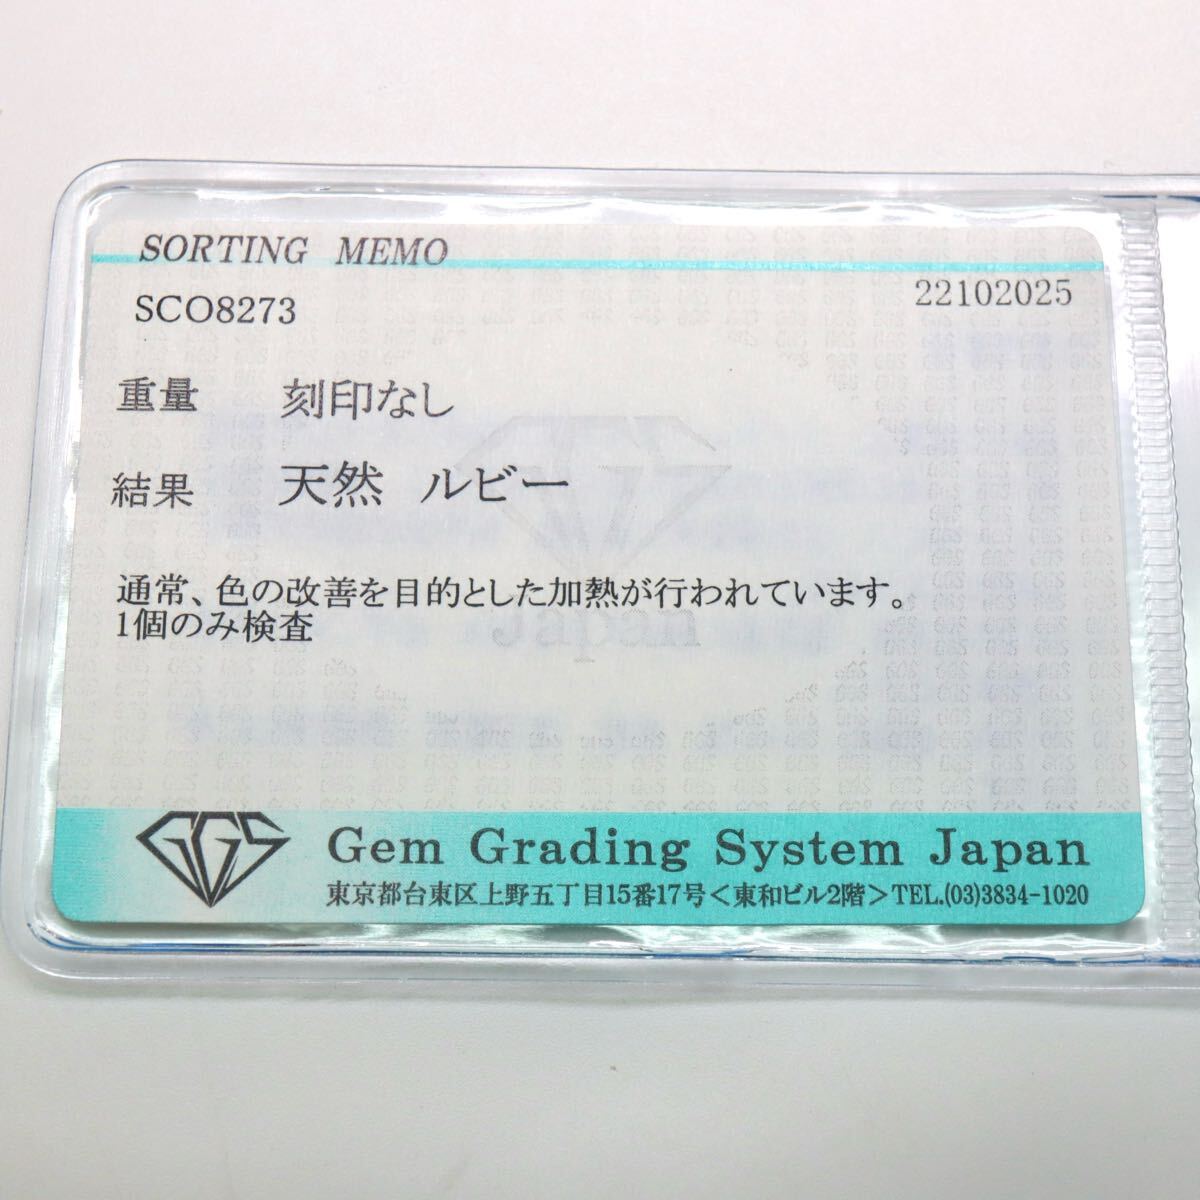 SORTING MEMO
SCO8273
22102025
重量 刻印なし
結果 天然 ルビー
通常、色の改善を目的とした加熱が行われています。
1個のみ検査
Japan
GGS
Gem Grading System Japan
東京都台東区上野五丁目15番17号＜東和ビル2階＞TEL.(03)3834-1020